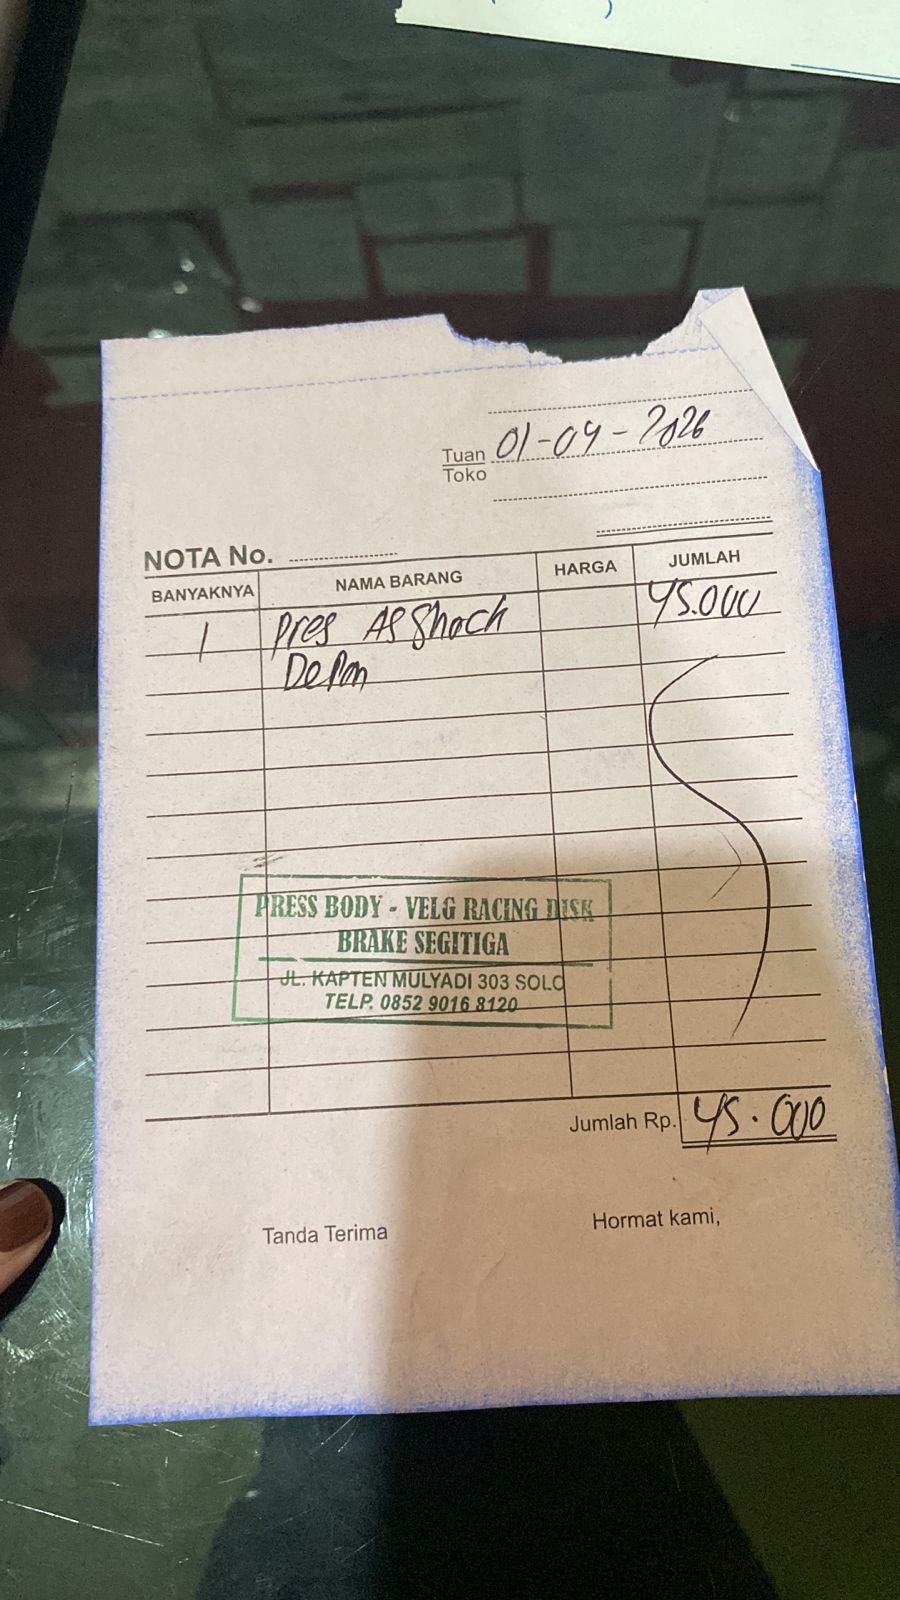 01-04-2026
Tuan
Toko
NOTA No.
BANYAKNYA NAMA BARANG HARGA JUMLAH
1 Pres As Shock 45.000
Depan
PRESS BODY - VELG RACING DISK
BRAKE SEGITIGA
JL. KAPTEN MULYADI 303 SOLO
TELP. 0852 9016 8120
Jumlah Rp. 45.000
Tanda Terima Hormat kami,